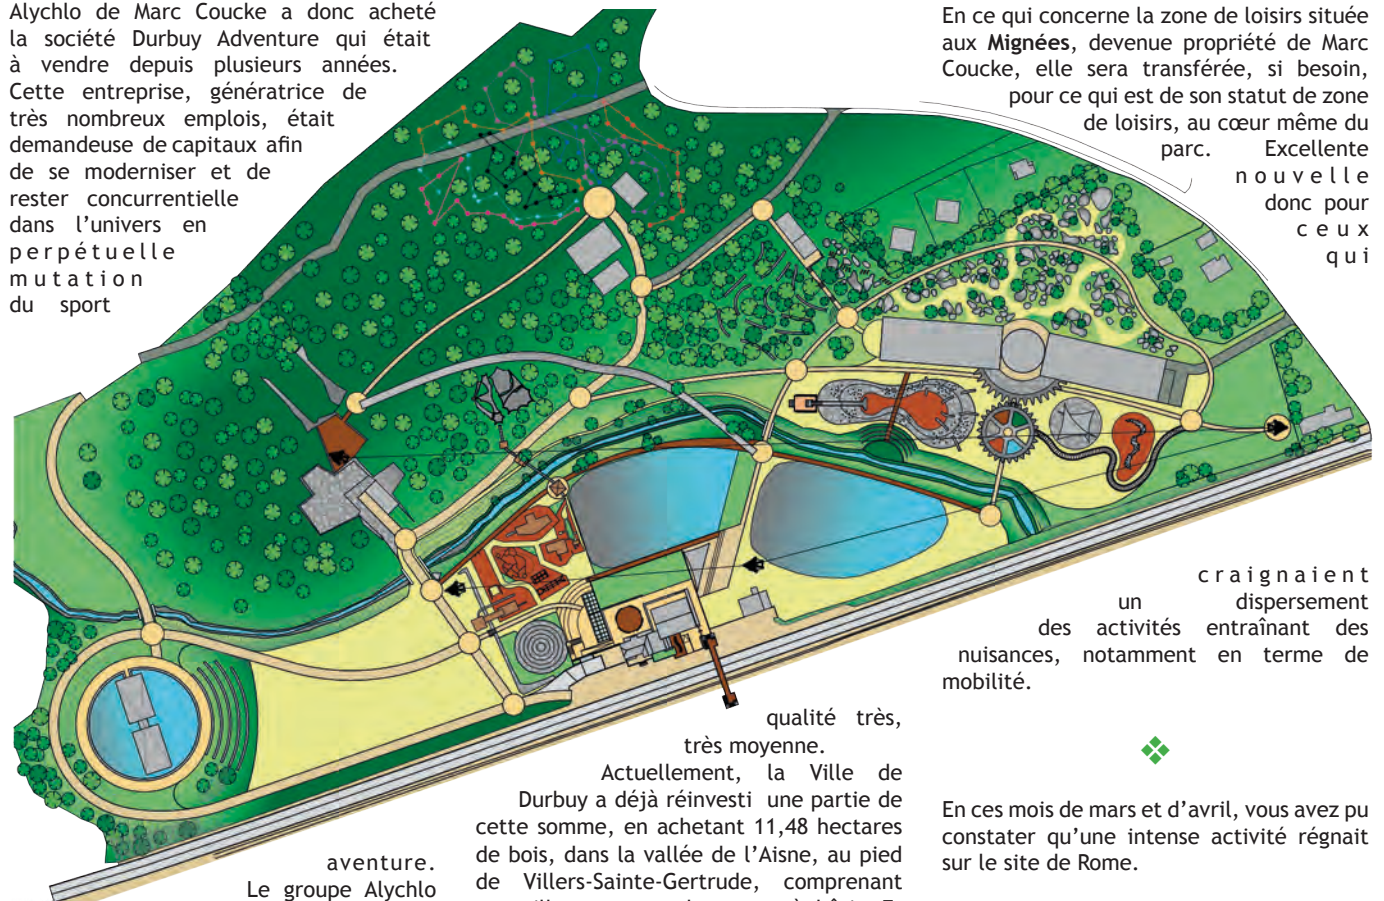 Alychlo de Marc Coucke a donc acheté
la société Durbuy Adventure qui était
à vendre depuis plusieurs années.
Cette entreprise, génératrice de
très nombreux emplois, était
demandeuse de capitaux afin
de se moderniser et de
rester concurrentielle
dans l'univers en
perpétuelle
mutation
du sport
aventure.
Le groupe Alychlo
qualité très,
très moyenne.
Actuellement, la Ville de
Durbuy a déjà réinvesti une partie de
cette somme, en achetant 11,48 hectares
de bois, dans la vallée de l'Aisne, au pied
de Villers-Sainte-Gertrude, comprenant
En ce qui concerne la zone de loisirs située
aux Mignées, devenue propriété de Marc
Coucke, elle sera transférée, si besoin,
pour ce qui est de son statut de zone
de loisirs, au cœur même du
parc. Excellente
nouvelle
donc pour
ceux
qui
craignaient
un dispersement
des activités entraînant des
nuisances, notamment en terme de
mobilité.
En ces mois de mars et d'avril, vous avez pu
constater qu'une intense activité régnait
sur le site de Rome.